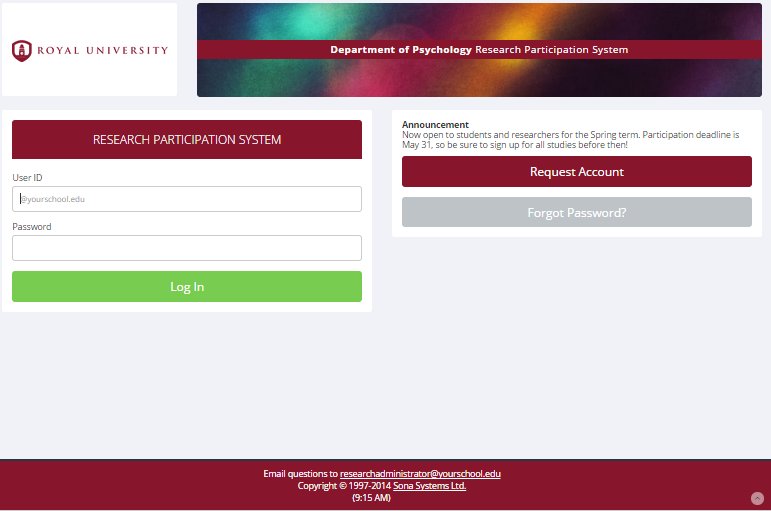 ROYAL UNIVERSITY
Department of Psychology Research Participation System
RESEARCH PARTICIPATION SYSTEM
User ID
@yourschool.edu
Password
Log In
Announcement
Now open to students and researchers for the Spring term. Participation deadline is
May 31, so be sure to sign up for all studies before then!
Request Account
Forgot Password?
Email questions to researchadministrator@yourschool.edu
Copyright © 1997-2014 Sona Systems Ltd.
(9:15 AM)